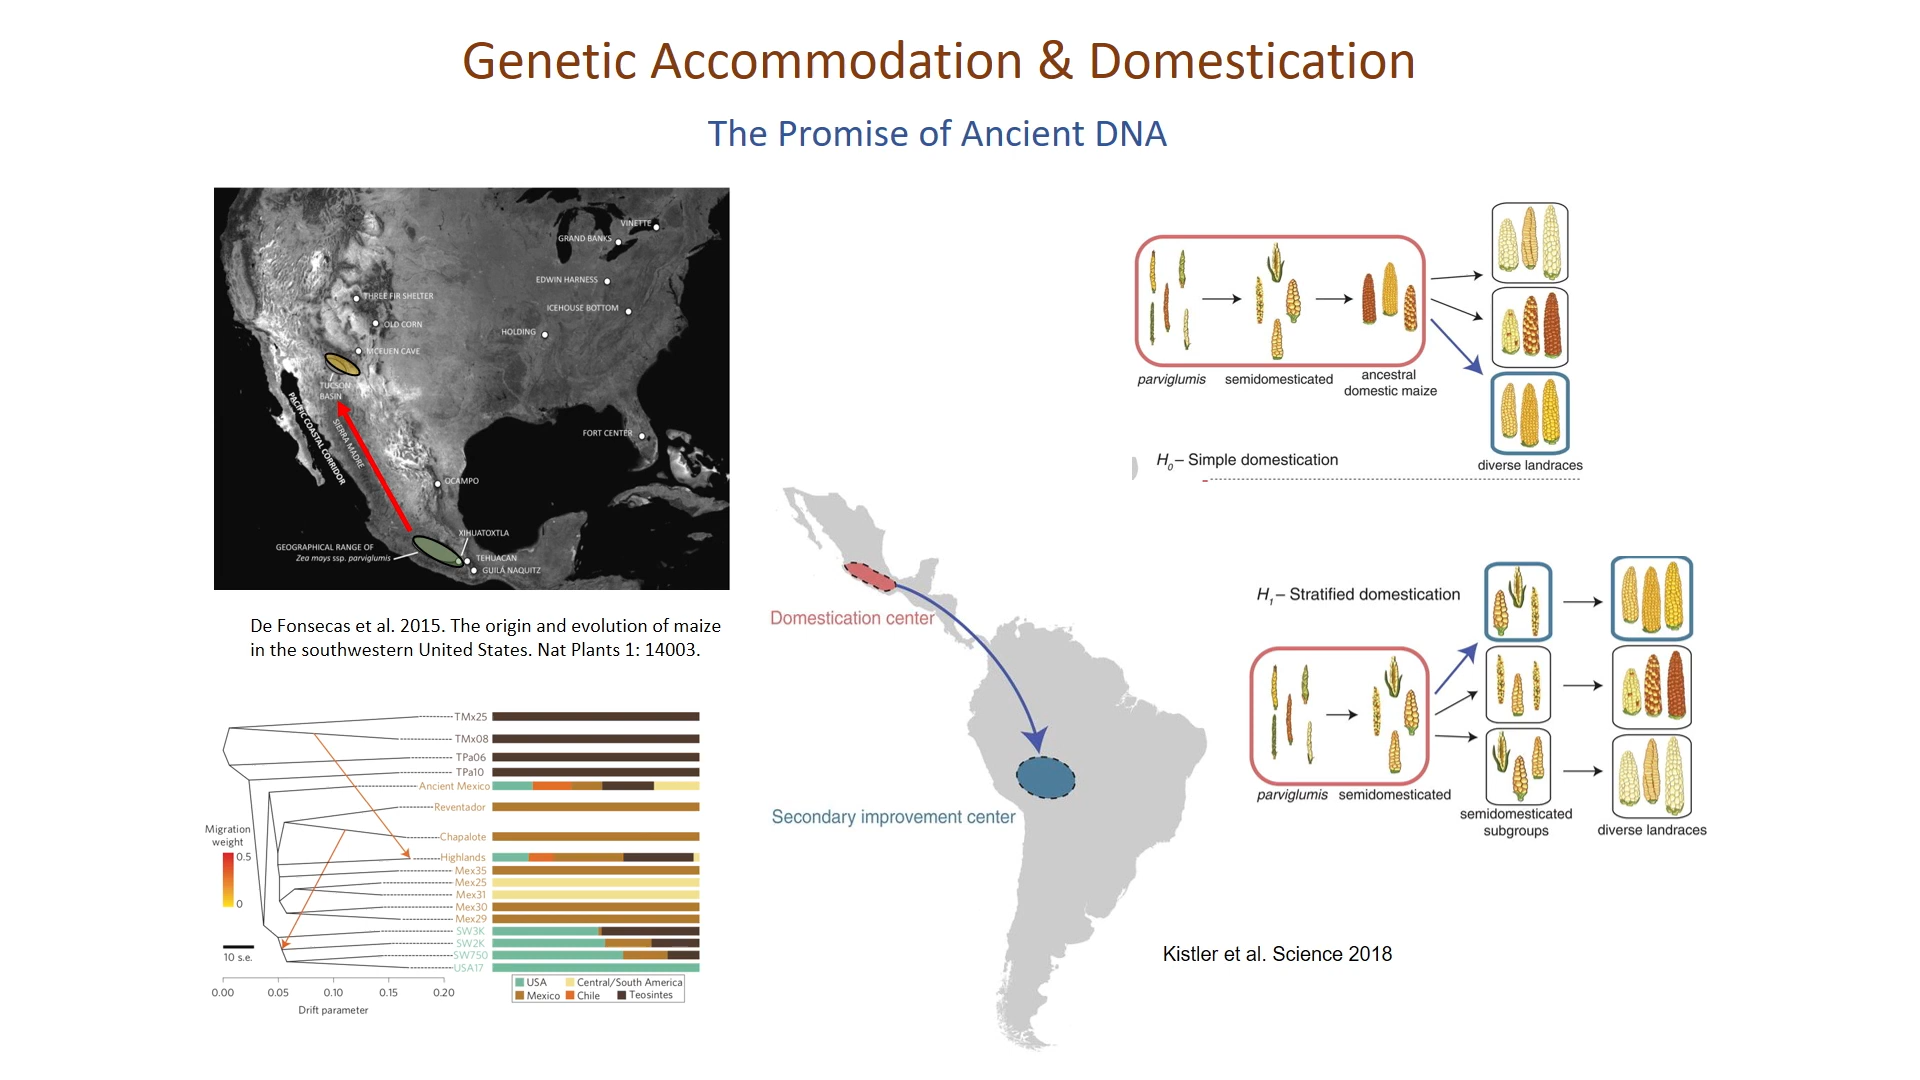 Genetic Accommodation & Domestication
The Promise of Ancient DNA
VINETTE
GRAND BANKS
EDWIN HARNESS
ICEHOUSE BOTTOM
HOLDING
THREE FIR SHELTER
OLD CORN
MCEUEN CAVE
TUCSON
BASIN
PACIFIC COASTAL CORRIDOR
SIERRA MADRE
FORT CENTER
OCAMPO
XIHUATOXTLA
GEOGRAPHICAL RANGE OF
Zea mays ssp. parviglumis
TEHUACAN
GUILA NAQUITZ
De Fonsecas et al. 2015. The origin and evolution of maize
in the southwestern United States. Nat Plants 1: 14003.
TMx25
TMx08
TPa06
TPa10
Ancient Mexico
Reventador
Chapalote
Highlands
Mex35
Mex25
Mex31
Mex30
Mex29
SW3K
SW2K
SW750
USA17
Migration
weight
0.5
0
10 s.e.
0.00 0.05 0.10 0.15 0.20
Drift parameter
USA Central/South America
Mexico Chile Teosintes
Domestication center
Secondary improvement center
parviglumis semidomesticated ancestral
domestic maize
H0– Simple domestication
diverse landraces
H1– Stratified domestication
parviglumis semidomesticated
semidomesticated
subgroups
diverse landraces
Kistler et al. Science 2018